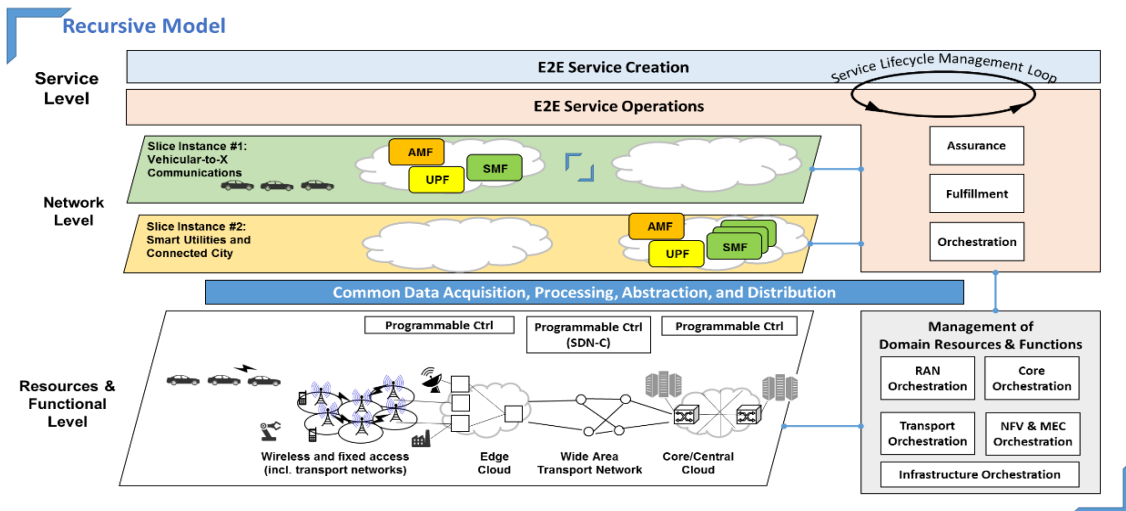 Recursive Model
Service
Level
E2E Service Creation
Service Lifecycle Management Loop
E2E Service Operations
Network
Level
Slice Instance #1:
Vehicular-to-X
Communications
AMF
UPF
SMF
Slice Instance #2:
Smart Utilities and
Connected City
AMF
UPF
SMF
Assurance
Fulfillment
Orchestration
Common Data Acquisition, Processing, Abstraction, and Distribution
Resources &
Functional
Level
Programmable Ctrl
Programmable Ctrl
(SDN-C)
Programmable Ctrl
Wireless and fixed access
(incl. transport networks)
Edge
Cloud
Wide Area
Transport Network
Core/Central
Cloud
Management of
Domain Resources & Functions
RAN
Orchestration
Core
Orchestration
Transport
Orchestration
NFV & MEC
Orchestration
Infrastructure Orchestration